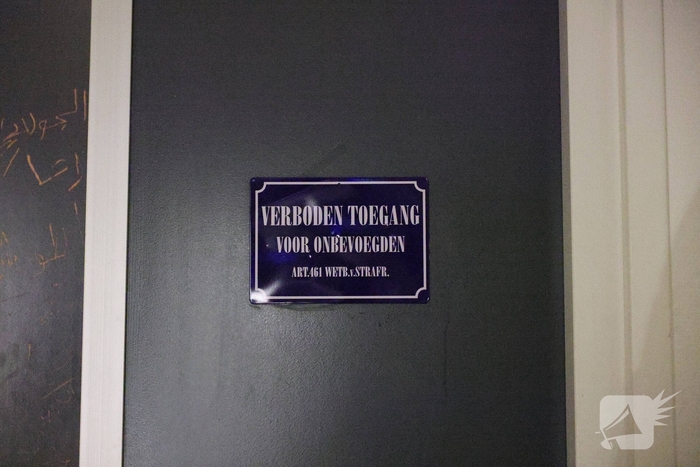 VERBODEN TOEGANG
VOOR ONBEVOEGDEN
ART.461 WETB.v.STRAFR.